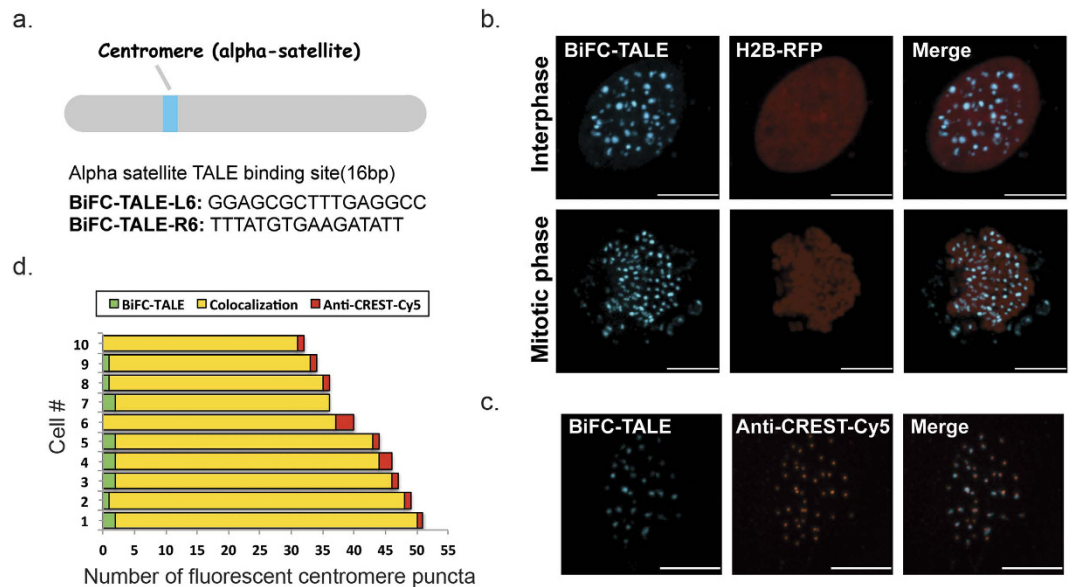 a.
Centromere (alpha-satellite)
Alpha satellite TALE binding site(16bp)
BiFC-TALE-L6: GGAGCGCTTTGAGGCC
BiFC-TALE-R6: TTTATGTGAAGATATT
b.
BiFC-TALE
H2B-RFP
Merge
Interphase
Mitotic phase
c.
BiFC-TALE
Anti-CREST-Cy5
Merge
d.
BiFC-TALE
Colocalization
Anti-CREST-Cy5
Cell #
10
9
8
7
6
5
4
3
2
1
0 5 10 15 20 25 30 35 40 45 50 55
Number of fluorescent centromere puncta